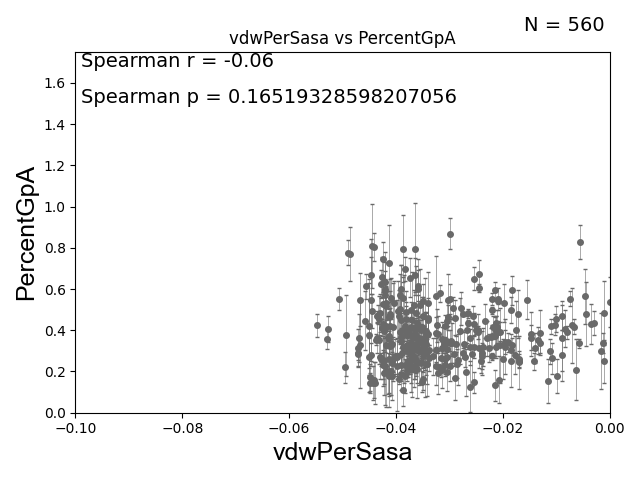 N = 560
vdwPerSasa vs PercentGpA
Spearman r = -0.06
Spearman p = 0.16519328598207056
PercentGpA
1.6
1.4
1.2
1.0
0.8
0.6
0.4
0.2
0.0
−0.10 −0.08 −0.06 −0.04 −0.02 0.00
vdwPerSasa